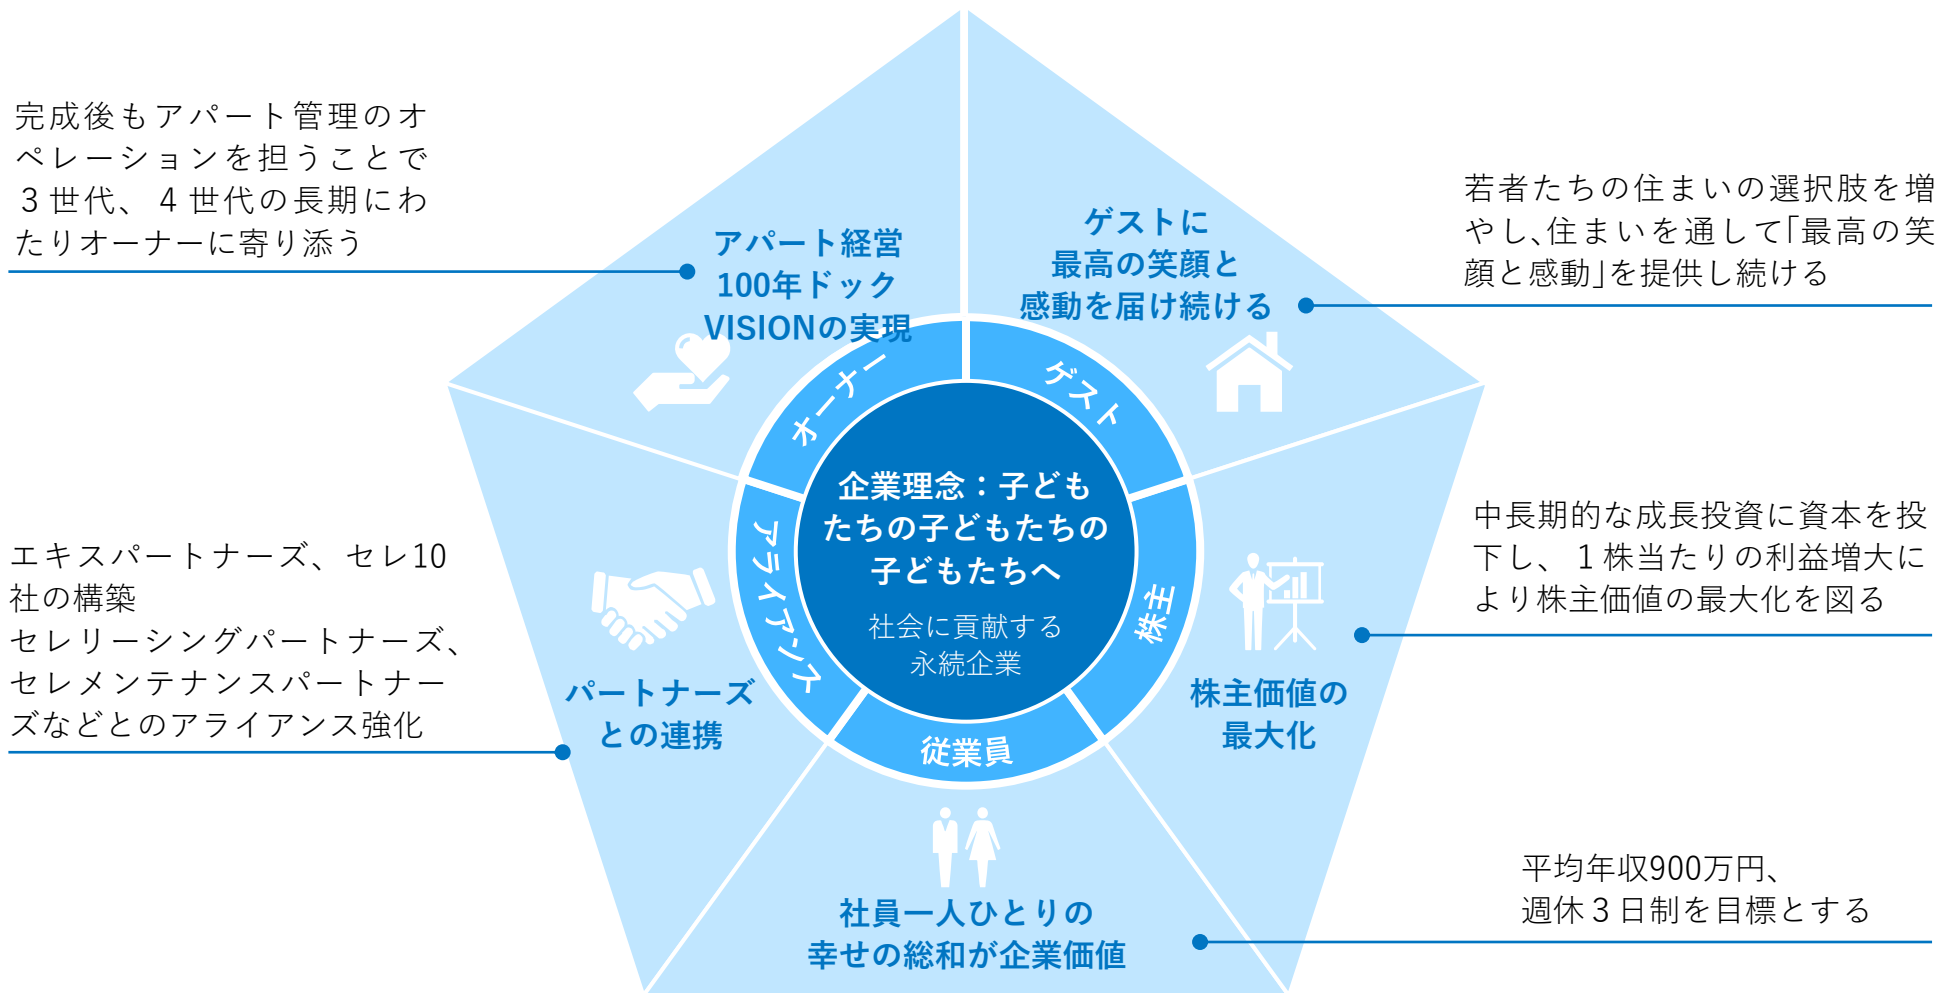 完成後もアパート管理のオ
ペレーションを担うことで
３世代、４世代の長期にわ
たりオーナーに寄り添う
アパート経営
100年ドック
VISIONの実現
ゲストに
最高の笑顔と
感動を届け続ける
若者たちの住まいの選択肢を増
やし､住まいを通して｢最高の笑
顔と感動｣を提供し続ける
オーナー
ゲスト
企業理念：子ども
たちの子どもたちの
子どもたちへ
社会に貢献する
永続企業
アライアンス
株主
従業員
エキスパートナーズ、セレ10
社の構築
セレリーシングパートナーズ、
セレメンテナンスパートナー
ズなどとのアライアンス強化
パートナーズ
との連携
中長期的な成長投資に資本を投
下し、１株当たりの利益増大に
より株主価値の最大化を図る
株主価値の
最大化
社員一人ひとりの
幸せの総和が企業価値
平均年収900万円、
週休３日制を目標とする